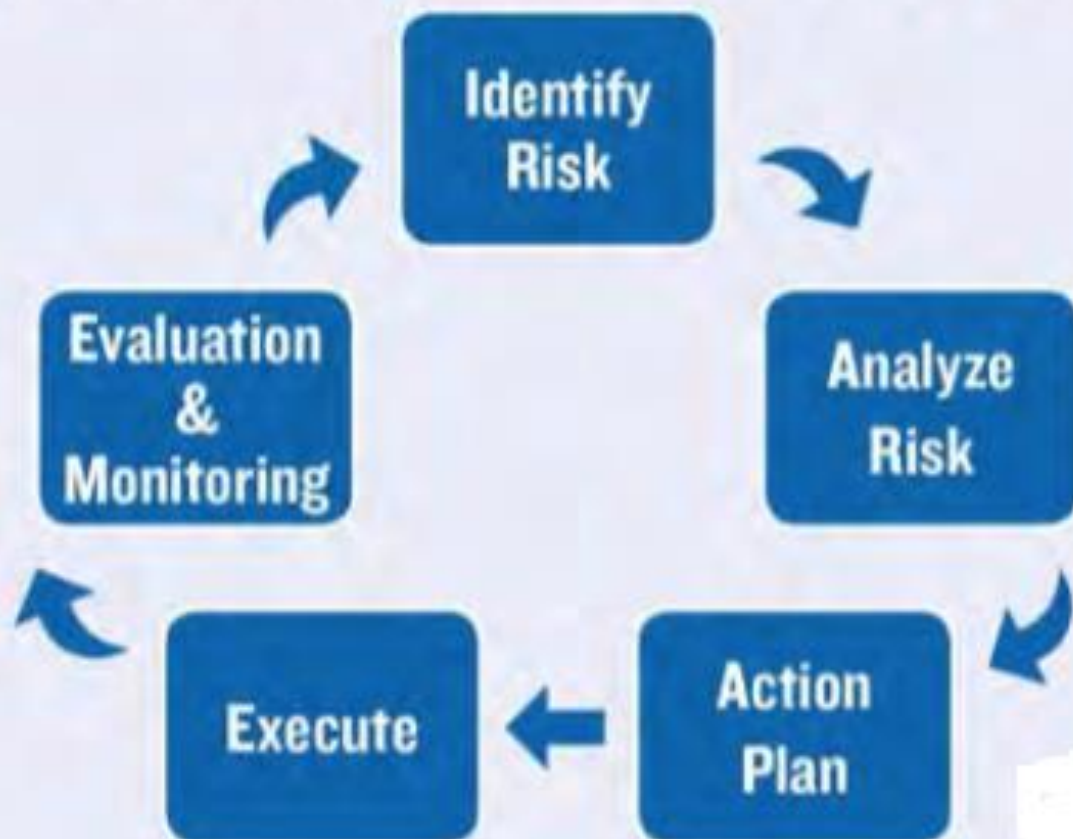 Identify
Risk
Analyze
Risk
Action
Plan
Execute
Evaluation
&
Monitoring